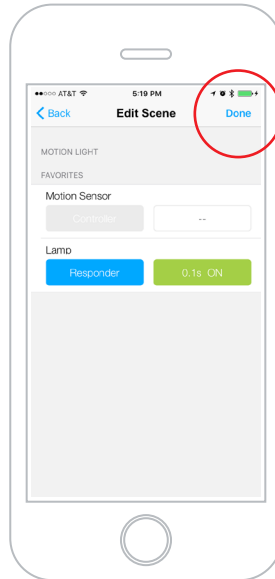 AT&T 5:19 PM
Back Edit Scene Done
MOTION LIGHT
FAVORITES
Motion Sensor
Controller --
Lamp
Responder 0.1s ON